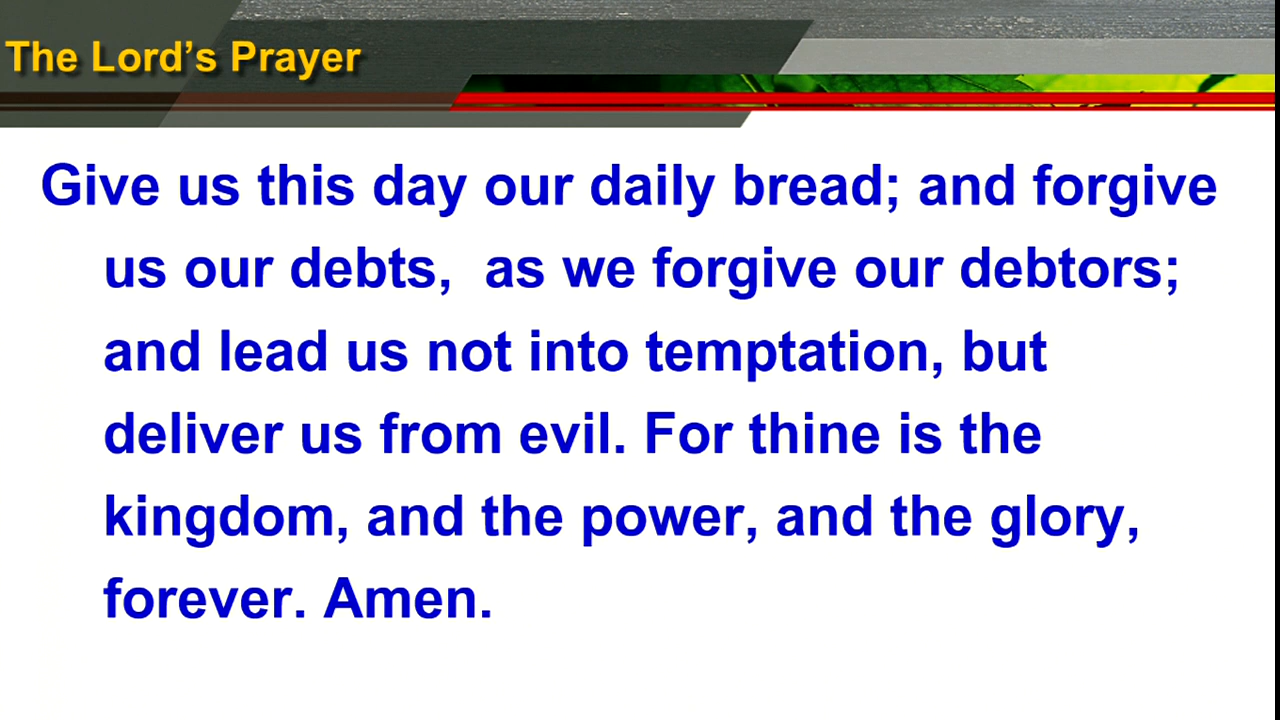 The Lord’s Prayer
Give us this day our daily bread; and forgive
us our debts,  as we forgive our debtors;
and lead us not into temptation, but
deliver us from evil. For thine is the
kingdom, and the power, and the glory,
forever. Amen.